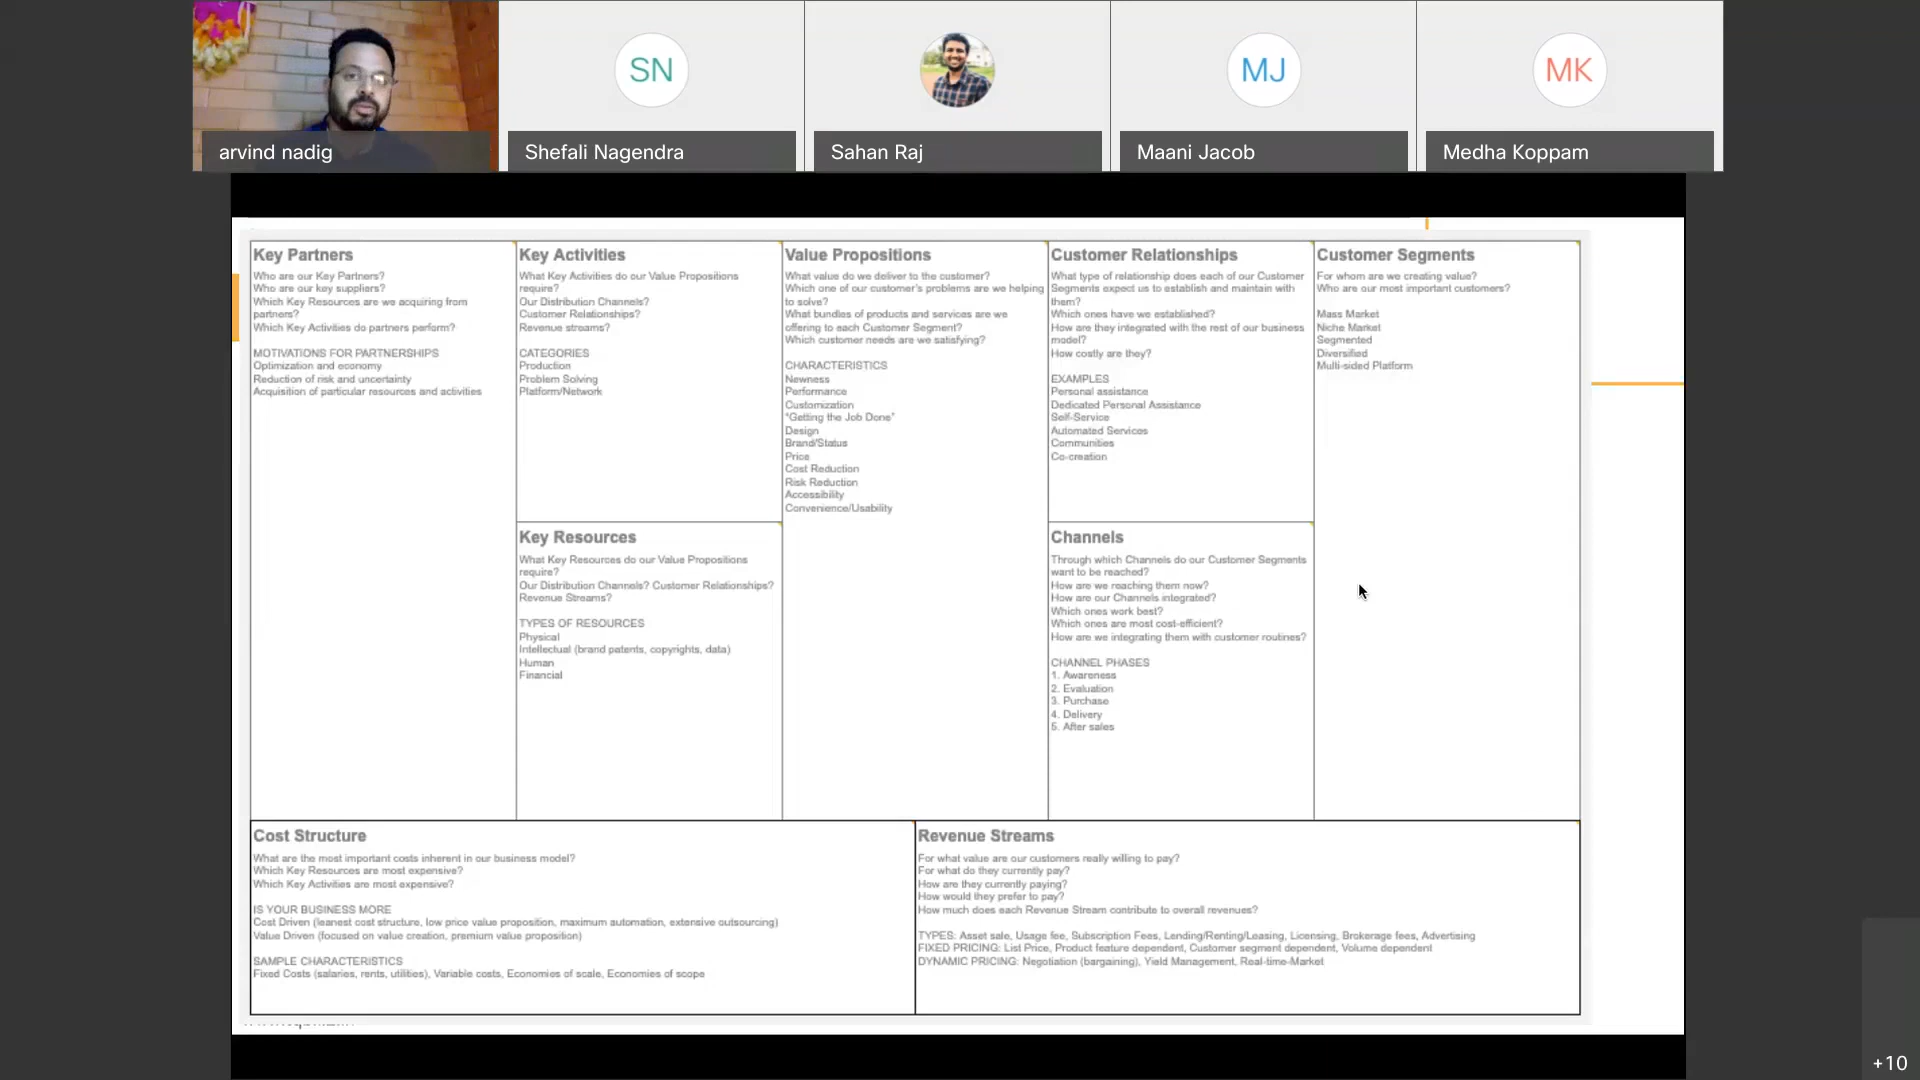 SN
MJ
MK
arvind nadig
Shefali Nagendra
Sahan Raj
Maani Jacob
Medha Koppam
Key Partners
Who are our Key Partners?
Who are our key suppliers?
Which Key Resources are we acquiring from
partners?
Which Key Activities do partners perform?
MOTIVATIONS FOR PARTNERSHIPS
Optimization and economy
Reduction of risk and uncertainty
Acquisition of particular resources and activities
Key Activities
What Key Activities do our Value Propositions
require?
Our Distribution Channels?
Customer Relationships?
Revenue streams?
CATEGORIES
Production
Problem Solving
Platform/Network
Key Resources
What Key Resources do our Value Propositions
require?
Our Distribution Channels? Customer Relationships?
Revenue Streams?
TYPES OF RESOURCES
Physical
Intellectual (brand patents, copyrights, data)
Human
Financial
Value Propositions
What value do we deliver to the customer?
Which one of our customer's problems are we helping
to solve?
What bundles of products and services are we
offering to each Customer Segment?
Which customer needs are we satisfying?
CHARACTERISTICS
Newness
Performance
Customization
"Getting the Job Done"
Design
Brand/Status
Price
Cost Reduction
Risk Reduction
Accessibility
Convenience/Usability
Customer Relationships
What type of relationship does each of our Customer
Segments expect us to establish and maintain with
them?
Which ones have we established?
How are they integrated with the rest of our business
model?
How costly are they?
EXAMPLES
Personal assistance
Dedicated Personal Assistance
Self-Service
Automated Services
Communities
Co-creation
Channels
Through which Channels do our Customer Segments
want to be reached?
How are we reaching them now?
How are our Channels integrated?
Which ones work best?
Which ones are most cost-efficient?
How are we integrating them with customer routines?
CHANNEL PHASES
1. Awareness
2. Evaluation
3. Purchase
4. Delivery
5. After sales
Customer Segments
For whom are we creating value?
Who are our most important customers?
Mass Market
Niche Market
Segmented
Diversified
Multi-sided Platform
Cost Structure
What are the most important costs inherent in our business model?
Which Key Resources are most expensive?
Which Key Activities are most expensive?
IS YOUR BUSINESS MORE
Cost Driven (leanest cost structure, low price value proposition, maximum automation, extensive outsourcing)
Value Driven (focused on value creation, premium value proposition)
SAMPLE CHARACTERISTICS
Fixed Costs (salaries, rents, utilities), Variable costs, Economies of scale, Economies of scope
Revenue Streams
For what value are our customers really willing to pay?
For what do they currently pay?
How are they currently paying?
How would they prefer to pay?
How much does each Revenue Stream contribute to overall revenues?
TYPES: Asset sale, Usage fee, Subscription Fees, Lending/Renting/Leasing, Licensing, Brokerage fees, Advertising
FIXED PRICING: List Price, Product feature dependent, Customer segment dependent, Volume dependent
DYNAMIC PRICING: Negotiation (bargaining), Yield Management, Real-time-Market
+10